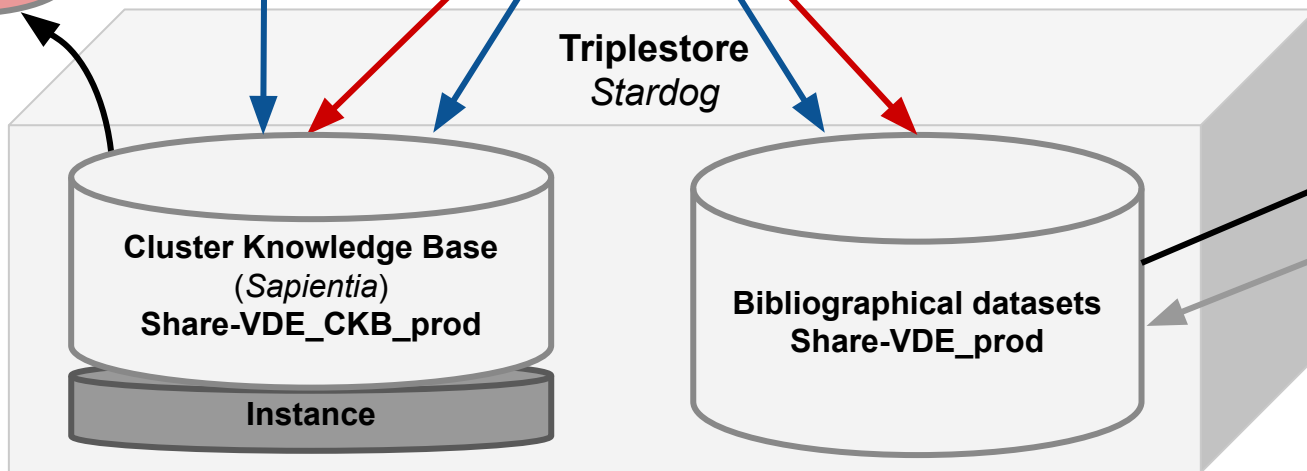 Triplestore
Stardog
Cluster Knowledge Base
(Sapientia)
Share-VDE_CKB_prod
Instance
Bibliographical datasets
Share-VDE_prod